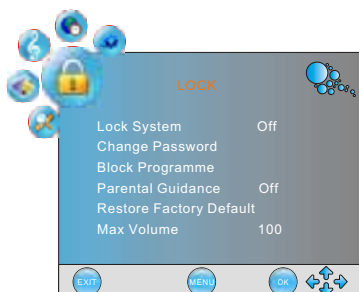 LOCK
Lock System Off
Change Password
Block Programme
Parental Guidance Off
Restore Factory Default
Max Volume 100
EXIT MENU OK